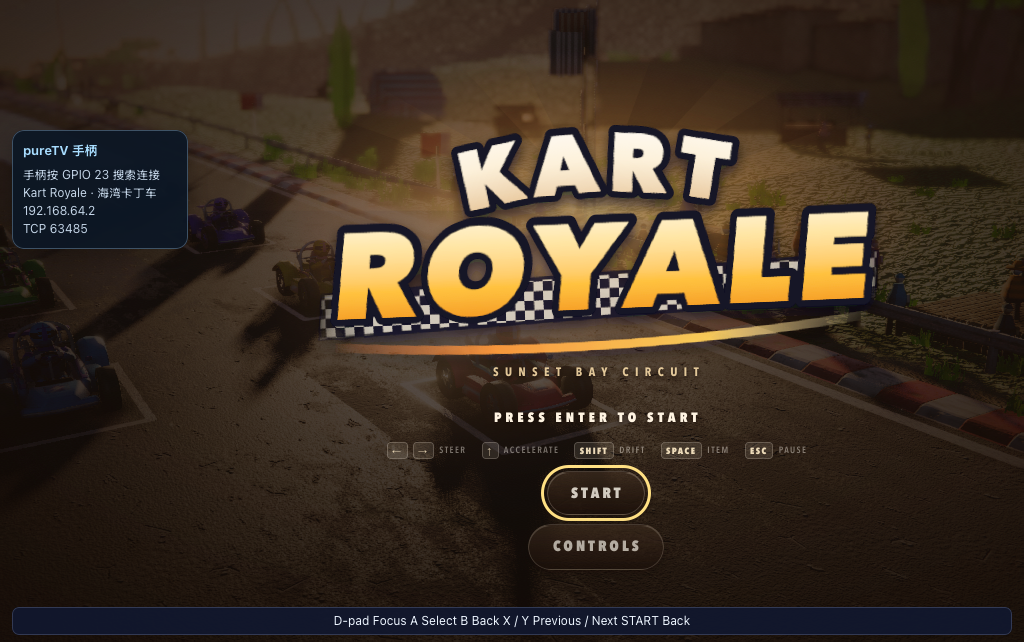 pureTV 手柄
手柄按 GPIO 23 搜索连接
Kart Royale · 海湾卡丁车
192.168.64.2
TCP 63485
KART
ROYALE
SUNSET BAY CIRCUIT
PRESS ENTER TO START
← → STEER ↑ ACCELERATE SHIFT DRIFT SPACE ITEM ESC PAUSE
START
CONTROLS
D-pad Focus A Select B Back X / Y Previous / Next START Back